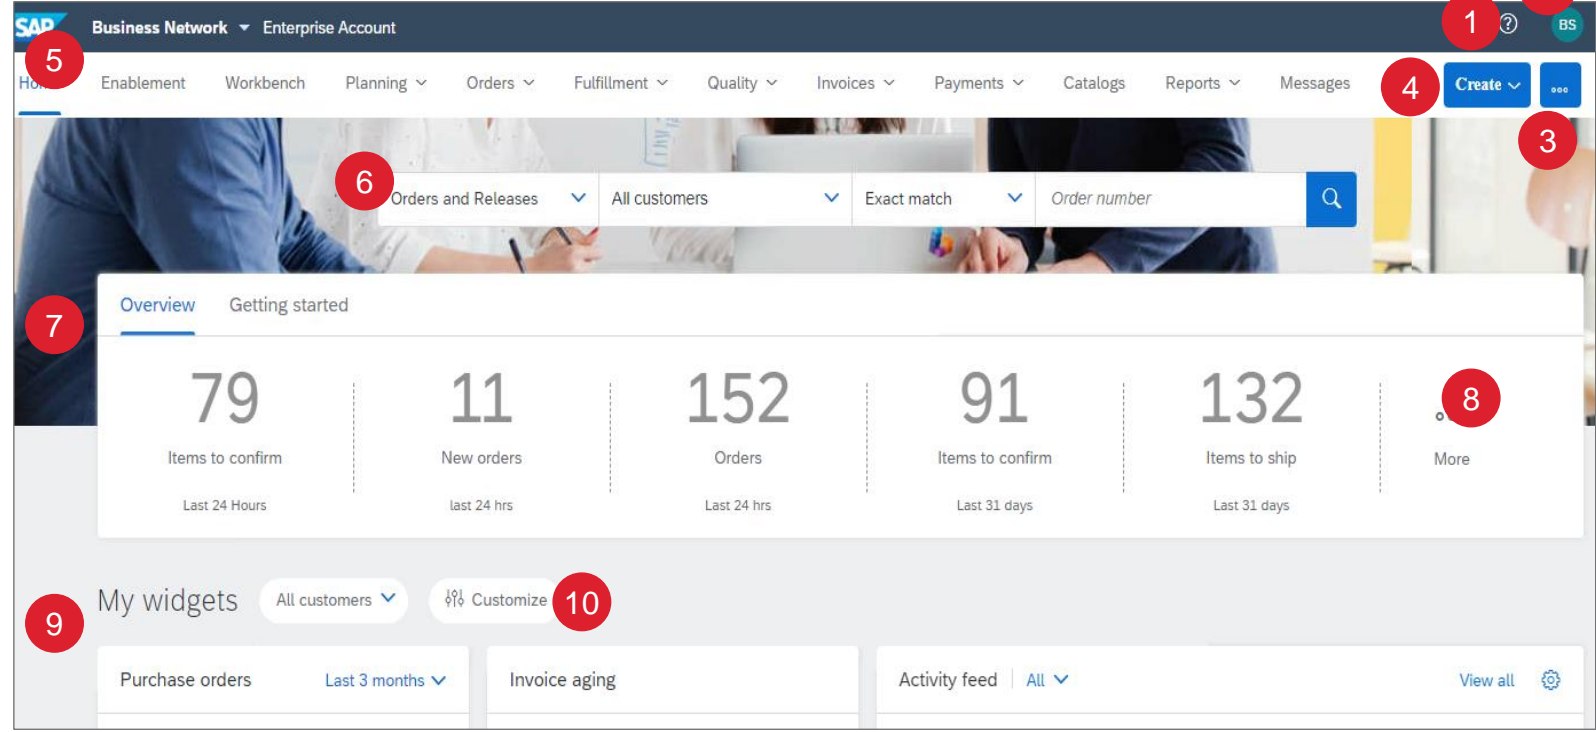 SAP Business Network Enterprise Account 1 BS
5
Enablement Workbench Planning Orders Fulfillment Quality Invoices Payments Catalogs Reports Messages 4 Create
3
6 Orders and Releases All customers Exact match Order number
7 Overview Getting started
79 11 152 91 132 8
Items to confirm New orders Orders Items to confirm Items to ship More
Last 24 Hours last 24 hrs Last 24 hrs Last 31 days Last 31 days
9 My widgets All customers Customize 10
Purchase orders Last 3 months Invoice aging Activity feed All View all